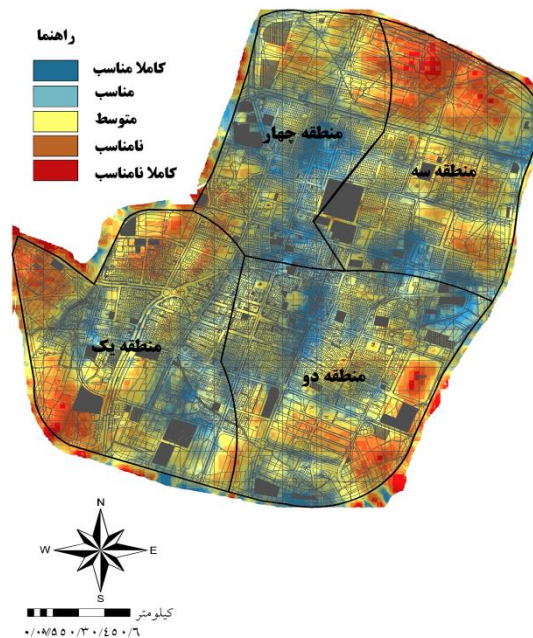 راهنما
کاملا مناسب
مناسب
متوسط
نامناسب
کاملا نامناسب
منطقه چهار
منطقه سه
منطقه یک
منطقه دو
N
W
E
S
کیلومتر